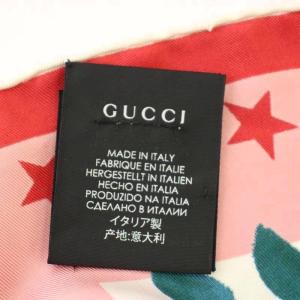 GUCCI
MADE IN ITALY
FABRIQUE EN ITALIE
HERGESTELLT IN ITALIEN
HECHO EN ITALIA
PRODUZIDO NA ITALIA
СДЕЛАНО В ИТАЛИИ
イタリア製
产地:意大利